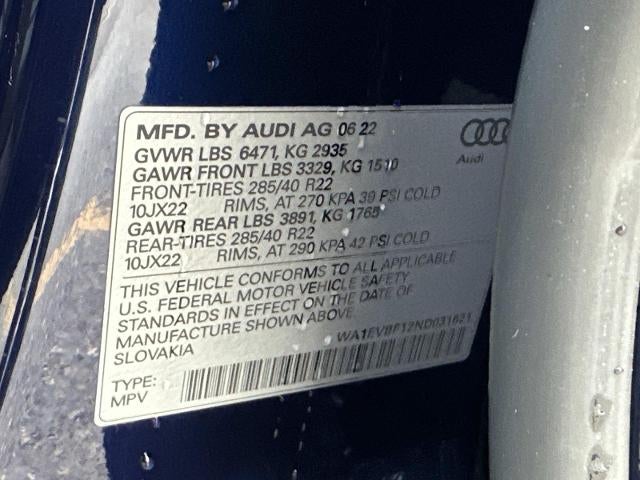 MFD. BY AUDI AG 06 22
GVWR LBS 6471, KG 2935
GAWR FRONT LBS 3329, KG 1510
FRONT-TIRES 285/40 R22
10JX22 RIMS, AT 270 KPA 39 PSI COLD
GAWR REAR LBS 3891, KG 1765
REAR-TIRES 285/40 R22
10JX22 RIMS, AT 290 KPA 42 PSI COLD
Audi
THIS VEHICLE CONFORMS TO ALL APPLICABLE
U.S. FEDERAL MOTOR VEHICLE SAFETY
STANDARDS IN EFFECT ON THE DATE OF
MANUFACTURE SHOWN ABOVE.
SLOVAKIA
WA1EVBF12ND031621
TYPE:
MPV